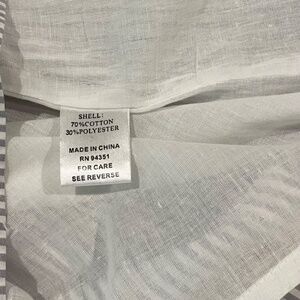 SHELL:
70%COTTON
30%POLYESTER
MADE IN CHINA
RN 94351
FOR CARE
SEE REVERSE